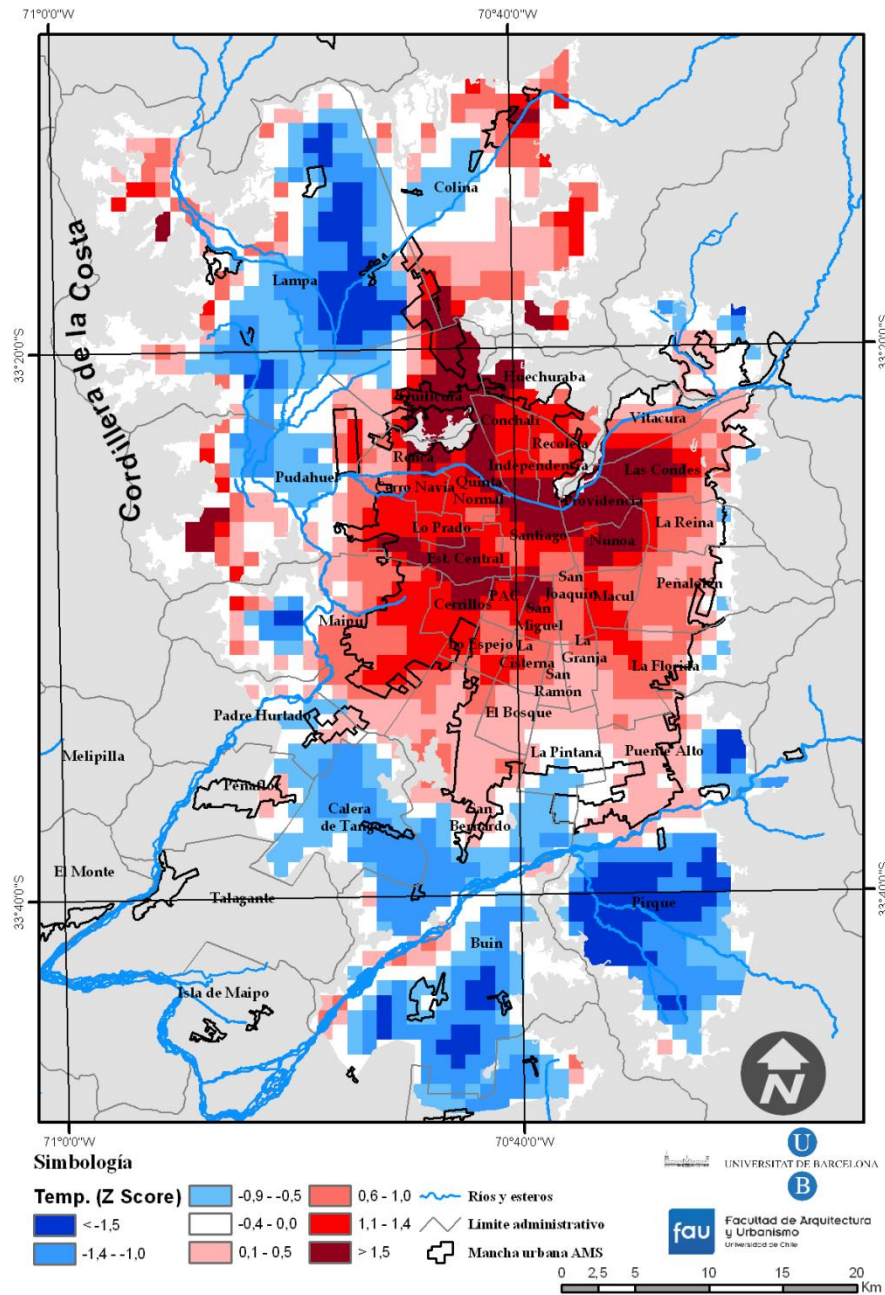 71°0'0"W
70°40'0"W
33°20'0"S
33°20'0"S
33°40'0"S
33°40'0"S
71°0'0"W
70°40'0"W
Cordillera de la Costa
Colina
Lampa
Huechuraba
Quilicura
Conchalí
Vitacura
Recoleta
Renca
Independencia
Las Condes
Pudahuel
Cerro Navia
Quinta
Normal
Providencia
Lo Prado
Santiago
La Reina
Nunoa
Est. Central
San
Joaquín
Peñalolén
Cerrillos
PAC
Macul
San
Miguel
Maipu
Lo Espejo
La
Cisterna
La
Granja
La Florida
San
Ramón
Padre Hurtado
El Bosque
Melipilla
La Pintana
Puente Alto
Peñaflor
Calera
de Tango
San
Bernardo
El Monte
Talagante
Pirque
Buin
Isla de Maipo
N
Simbología
Temp. (Z Score)
< -1,5
-1,4 - -1,0
-0,9 - -0,5
-0,4 - 0,0
0,1 - 0,5
0,6 - 1,0
1,1 - 1,4
> 1,5
Ríos y esteros
Límite administrativo
Mancha urbana AMS
U
UNIVERSITAT DE BARCELONA
B
fau
Facultad de Arquitectura
y Urbanismo
Universidad de Chile
0 2,5 5 10 15 20
Km